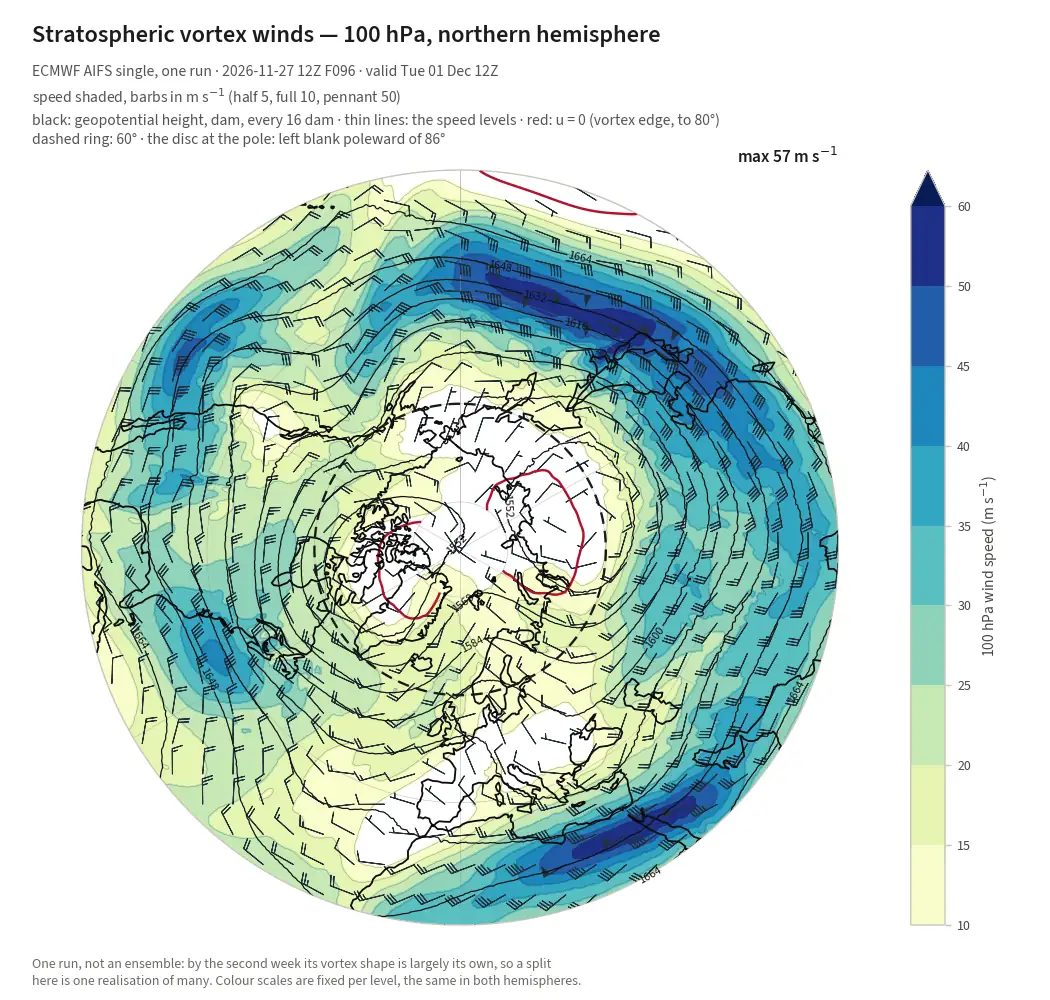 Stratospheric vortex winds — 100 hPa, northern hemisphere
ECMWF AIFS single, one run · 2026-11-27 12Z F096 · valid Tue 01 Dec 12Z
speed shaded, barbs in m s⁻¹ (half 5, full 10, pennant 50)
black: geopotential height, dam, every 16 dam · thin lines: the speed levels · red: u = 0 (vortex edge, to 80°)
dashed ring: 60° · the disc at the pole: left blank poleward of 86°
max 57 m s⁻¹
1664
1648
1632
1616
1552
1584
1600
1664
1648
1664
1664
60
50
45
40
35
30
25
20
15
10
100 hPa wind speed (m s⁻¹)
One run, not an ensemble: by the second week its vortex shape is largely its own, so a split
here is one realisation of many. Colour scales are fixed per level, the same in both hemispheres.